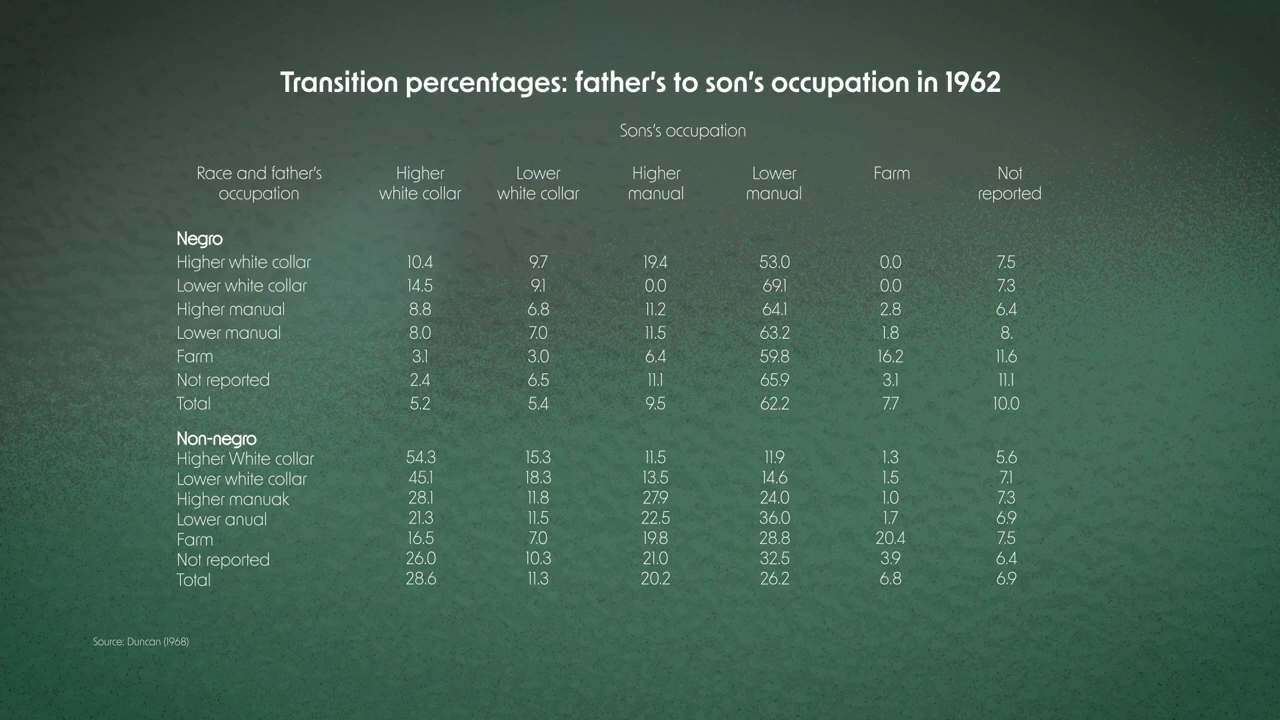 Transition percentages: father's to son's occupation in 1962
Sons's occupation
Race and father's occupation Higher white collar Lower white collar Higher manual Lower manual Farm Not reported
Negro
Higher white collar 10.4 9.7 19.4 53.0 0.0 7.5
Lower white collar 14.5 9.1 0.0 69.1 0.0 7.3
Higher manual 8.8 6.8 11.2 64.1 2.8 6.4
Lower manual 8.0 7.0 11.5 63.2 1.8 8.
Farm 3.1 3.0 6.4 59.8 16.2 11.6
Not reported 2.4 6.5 11.1 65.9 3.1 11.1
Total 5.2 5.4 9.5 62.2 7.7 10.0
Non-negro
Higher White collar 54.3 15.3 11.5 11.9 1.3 5.6
Lower white collar 45.1 18.3 13.5 14.6 1.5 7.1
Higher manuak 28.1 11.8 27.9 24.0 1.0 7.3
Lower anual 21.3 11.5 22.5 36.0 1.7 6.9
Farm 16.5 7.0 19.8 28.8 20.4 7.5
Not reported 26.0 10.3 21.0 32.5 3.9 6.4
Total 28.6 11.3 20.2 26.2 6.8 6.9
Source: Duncan (1968)